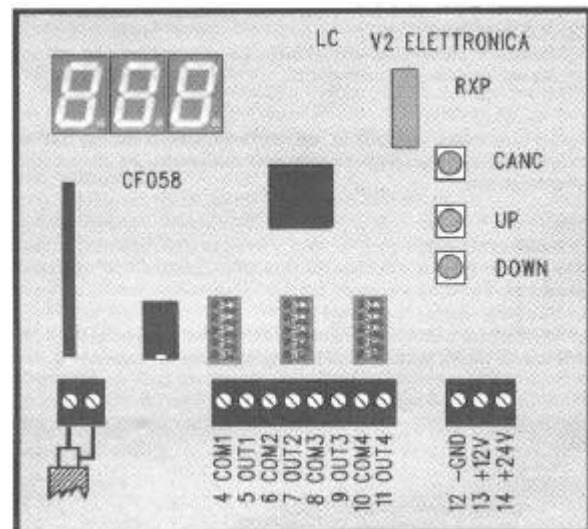 LC V2 ELETTRONICA
888
RXP
CANC
CF058
UP
DOWN
4 COM1
5 OUT1
6 COM2
7 OUT2
8 COM3
9 OUT3
10 COM4
11 OUT4
12 -GND
13 +12V
14 +24V